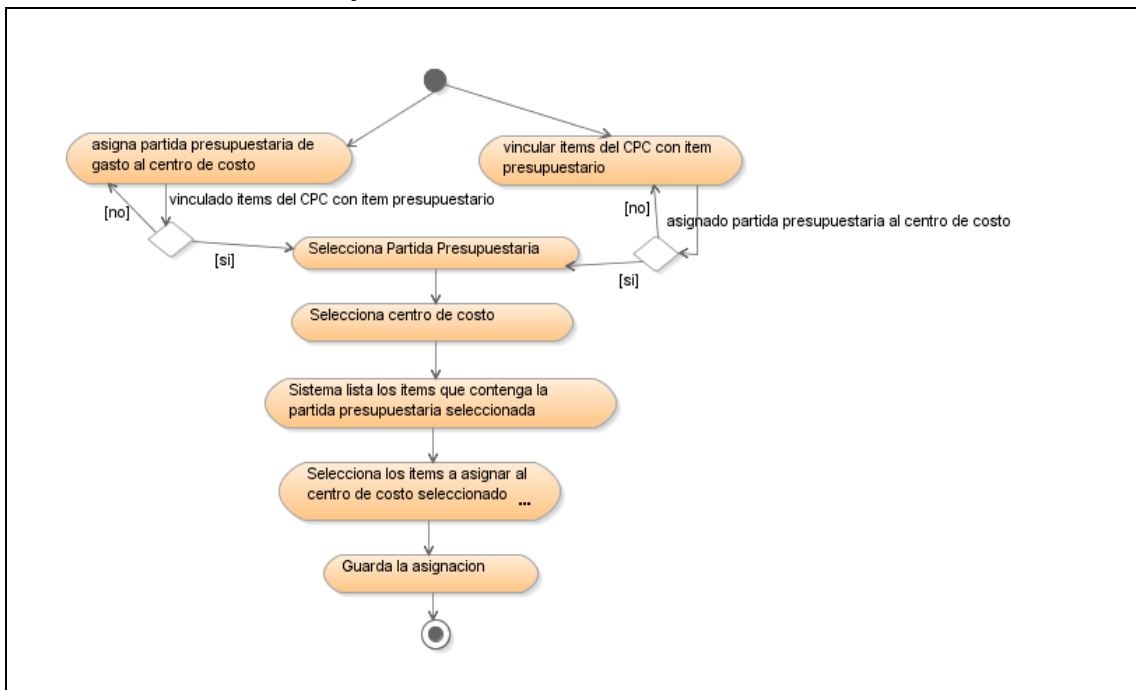 asigna partida presupuestaria de
gasto al centro de costo
vincular items del CPC con item
presupuestario
vinculado items del CPC con item presupuestario
[no]
[no]
asignado partida presupuestaria al centro de costo
[si]
Selecciona Partida Presupuestaria
[si]
Selecciona centro de costo
Sistema lista los items que contenga la
partida presupuestaria seleccionada
Selecciona los items a asignar al
centro de costo seleccionado ...
Guarda la asignacion